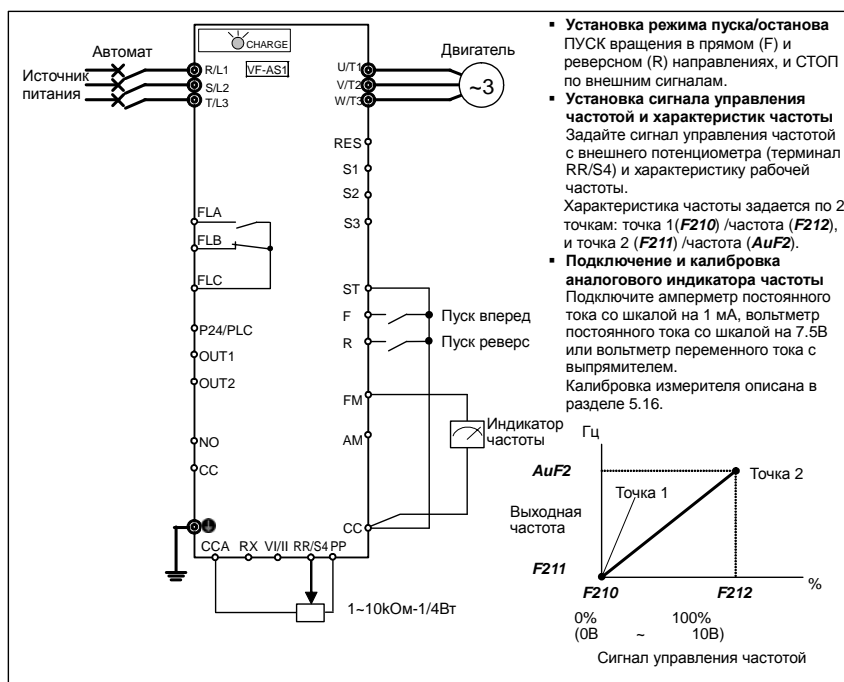 CHARGE
Автомат
Двигатель
Источник
питания
R/L1
S/L2
T/L3
VF-AS1
U/T1
V/T2
W/T3
~3
RES
S1
S2
S3
FLA
FLB
FLC
ST
F
R
Пуск вперед
Пуск реверс
P24/PLC
OUT1
OUT2
FM
AM
Индикатор
частоты
NO
CC
CC
CCA RX VI/II RR/S4 PP
1~10kОм-1/4Вт
▪ Установка режима пуска/останова
ПУСК вращения в прямом (F) и
реверсном (R) направлениях, и СТОП
по внешним сигналам.
▪ Установка сигнала управления
частотой и характеристик частоты
Задайте сигнал управления частотой
с внешнего потенциометра (терминал
RR/S4) и характеристику рабочей
частоты.
Характеристика частоты задается по 2
точкам: точка 1(F210) /частота (F212),
и точка 2 (F211) /частота (AuF2).
▪ Подключение и калибровка
аналогового индикатора частоты
Подключите амперметр постоянного
тока со шкалой на 1 мА, вольтметр
постоянного тока со шкалой на 7.5В
или вольтметр переменного тока с
выпрямителем.
Калибровка измерителя описана в
разделе 5.16.
Гц
AuF2
Точка 2
Точка 1
Выходная
частота
F211
F210 F212 %
0% 100%
(0В ~ 10В)
Сигнал управления частотой